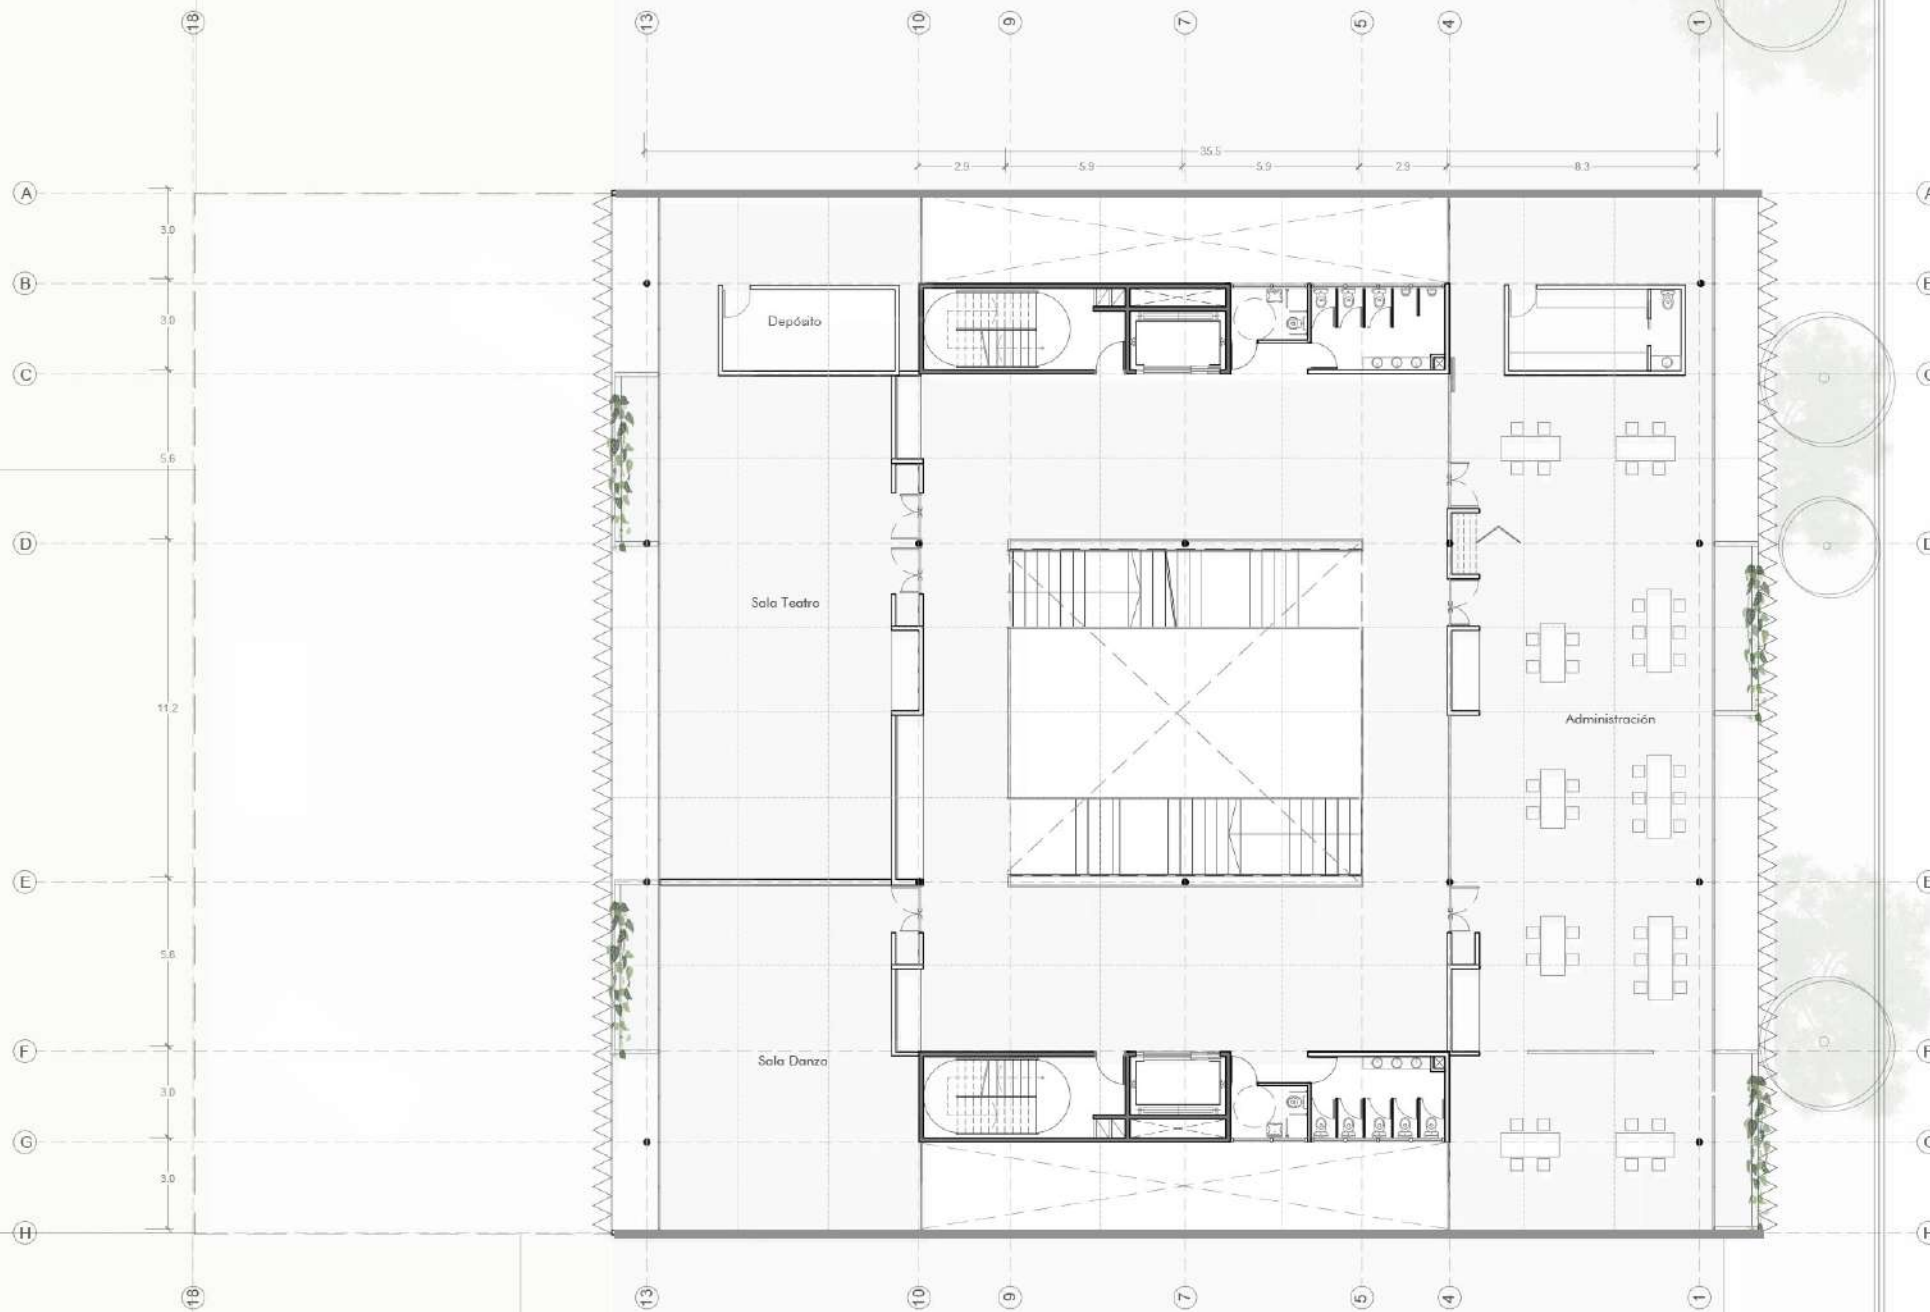 18 13 10 9 7 5 4 1
35.5
2.9 5.9 5.9 2.9 8.3
A A
3.0
B B
3.0
Depósito
C C
5.6
D D
Sala Teatro
11.2
Administración
E E
5.6
F F
Sala Danza
3.0
G G
3.0
H H
18 13 10 9 7 5 4 1